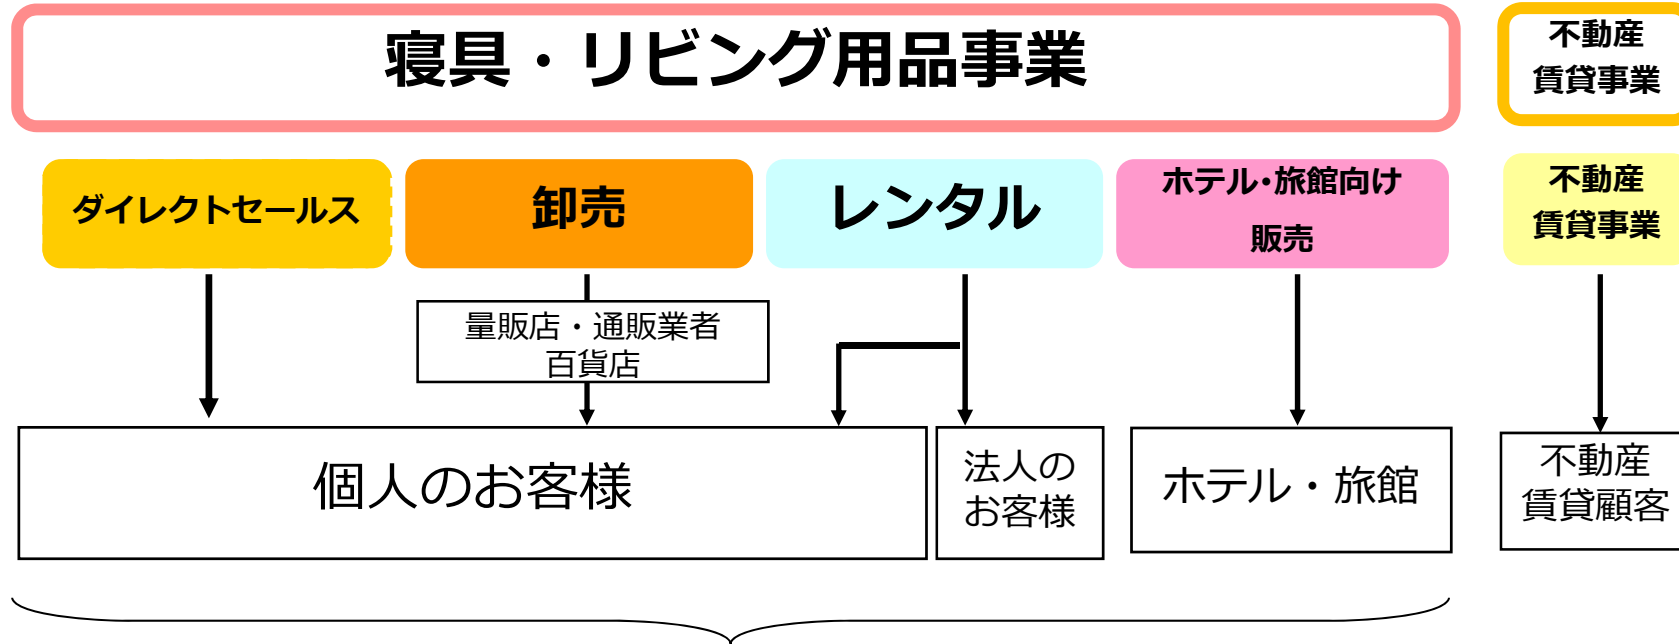 寝具・リビング用品事業
不動産
賃貸事業
ダイレクトセールス
卸売
レンタル
ホテル・旅館向け
販売
不動産
賃貸事業
量販店・通販業者
百貨店
個人のお客様
法人の
お客様
ホテル・旅館
不動産
賃貸顧客